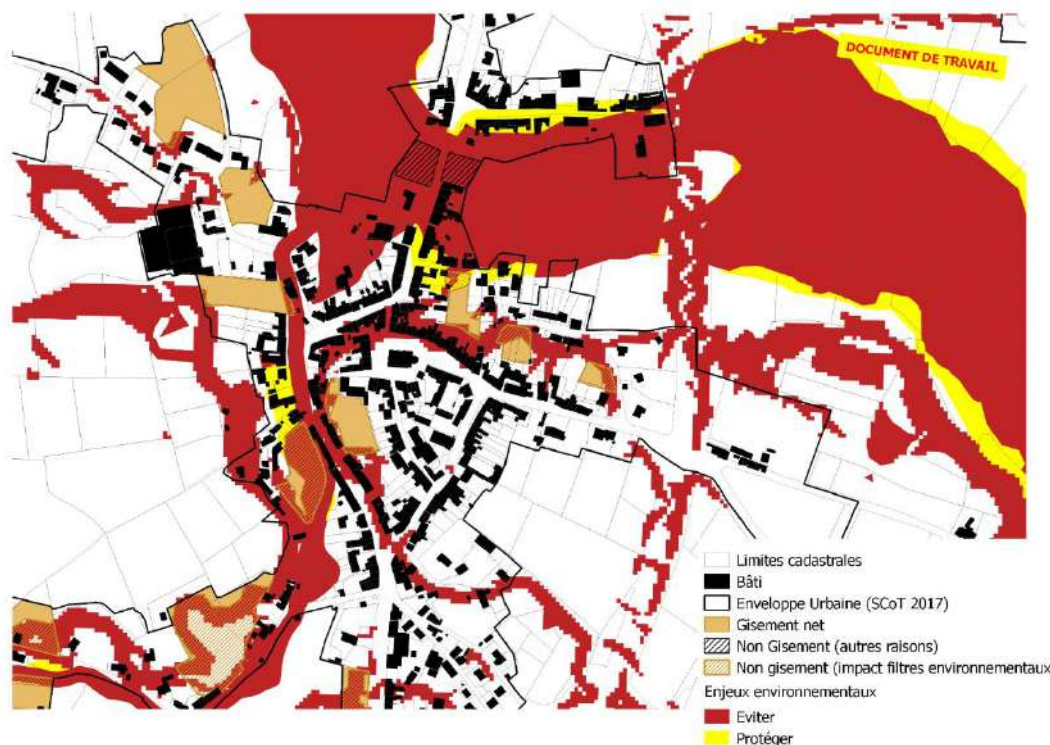 DOCUMENT DE TRAVAIL
Limites cadastrales
Bâti
Enveloppe Urbaine (SCoT 2017)
Gisement net
Non Gisement (autres raisons)
Non gisement (impact filtres environnementaux
Enjeux environnementaux
Eviter
Protéger